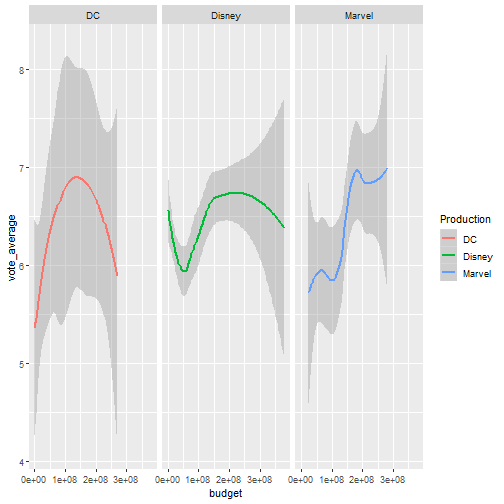 DC Disney Marvel
8
7
6
5
4
vote_average
0e+00 1e+08 2e+08 3e+08 0e+00 1e+08 2e+08 3e+08 0e+00 1e+08 2e+08 3e+08
budget
Production
DC
Disney
Marvel